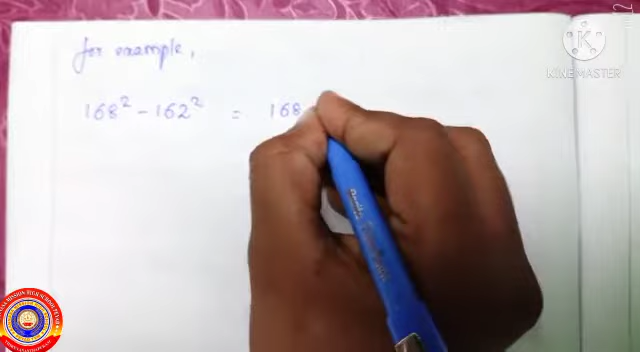 for example,
168² - 162² = 168
KINEMASTER